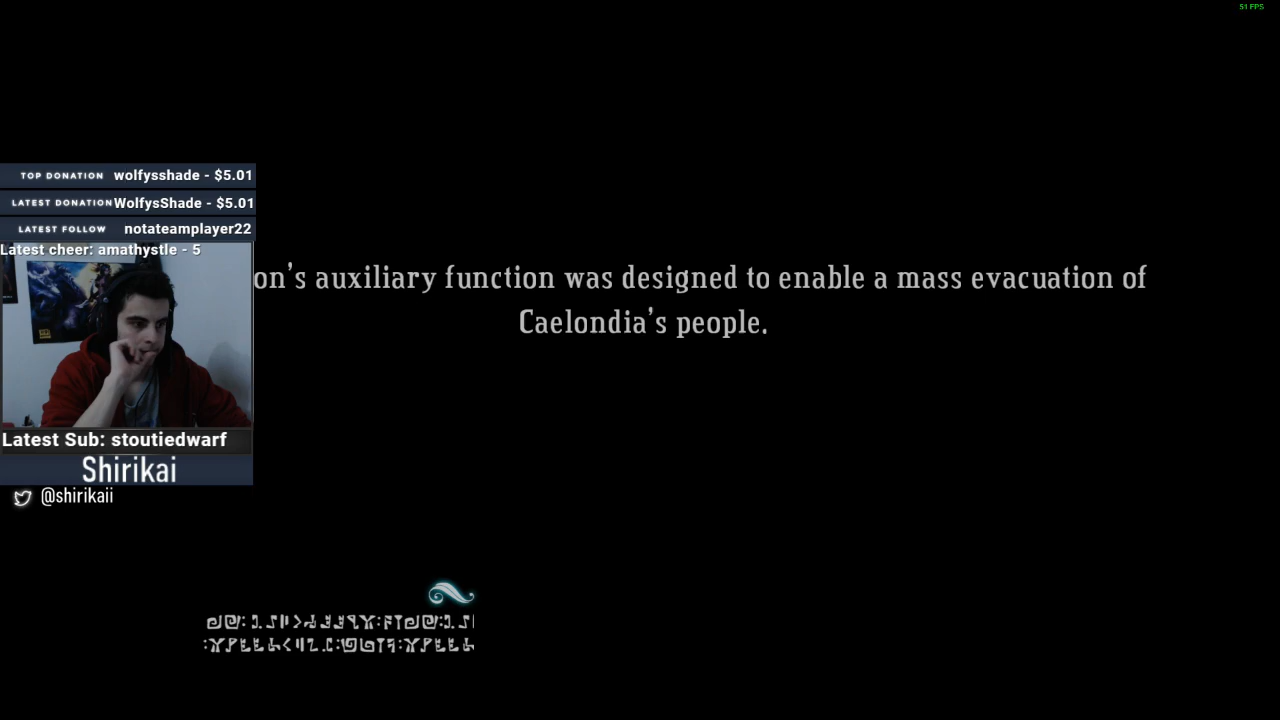 51 FPS
TOP DONATION wolfysshade - $5.01
LATEST DONATION WolfysShade - $5.01
LATEST FOLLOW notateamplayer22
Latest cheer: amathystle - 5
on's auxiliary function was designed to enable a mass evacuation of
Caelondia's people.
Latest Sub: stoutiedwarf
Shirikai
@shirikaii